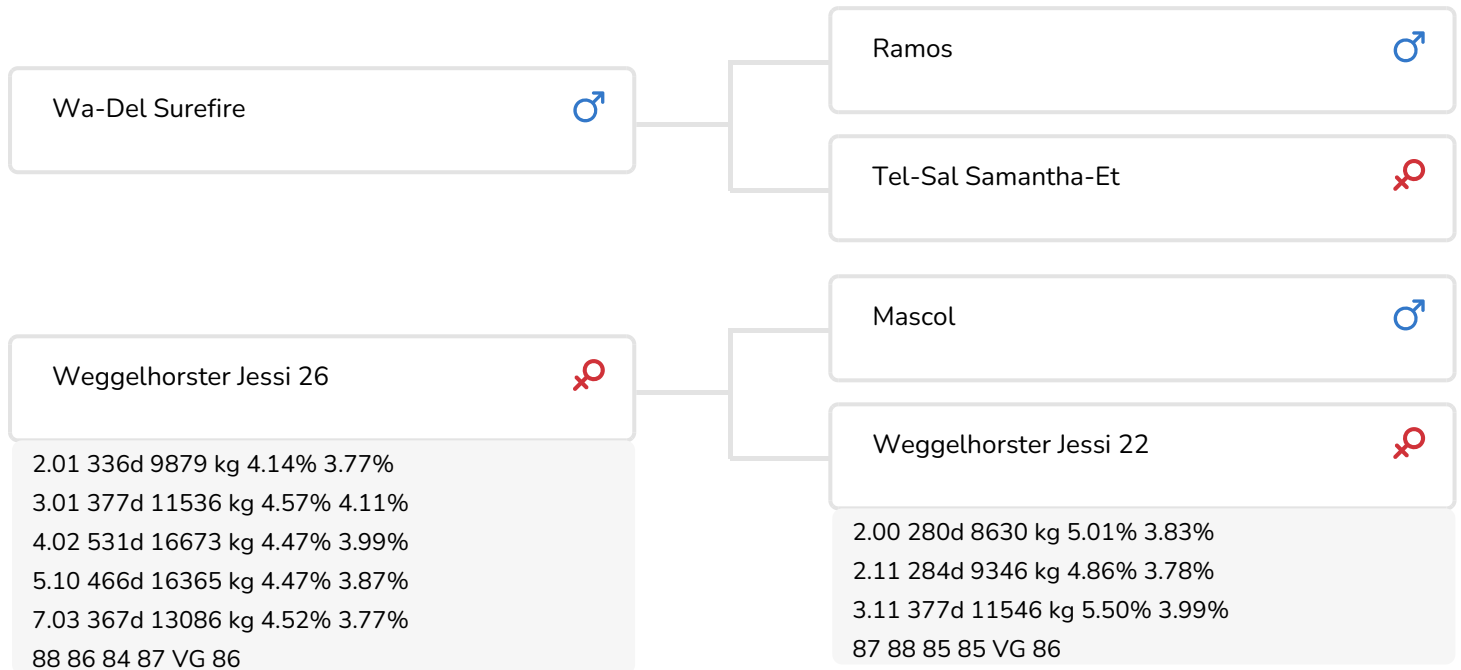 Wa-Del Surefire
Ramos
Tel-Sal Samantha-Et
Weggelhorster Jessi 26
2.01 336d 9879 kg 4.14% 3.77%
3.01 377d 11536 kg 4.57% 4.11%
4.02 531d 16673 kg 4.47% 3.99%
5.10 466d 16365 kg 4.47% 3.87%
7.03 367d 13086 kg 4.52% 3.77%
88 86 84 87 VG 86
Mascol
Weggelhorster Jessi 22
2.00 280d 8630 kg 5.01% 3.83%
2.11 284d 9346 kg 4.86% 3.78%
3.11 377d 11546 kg 5.50% 3.99%
87 88 85 85 VG 86